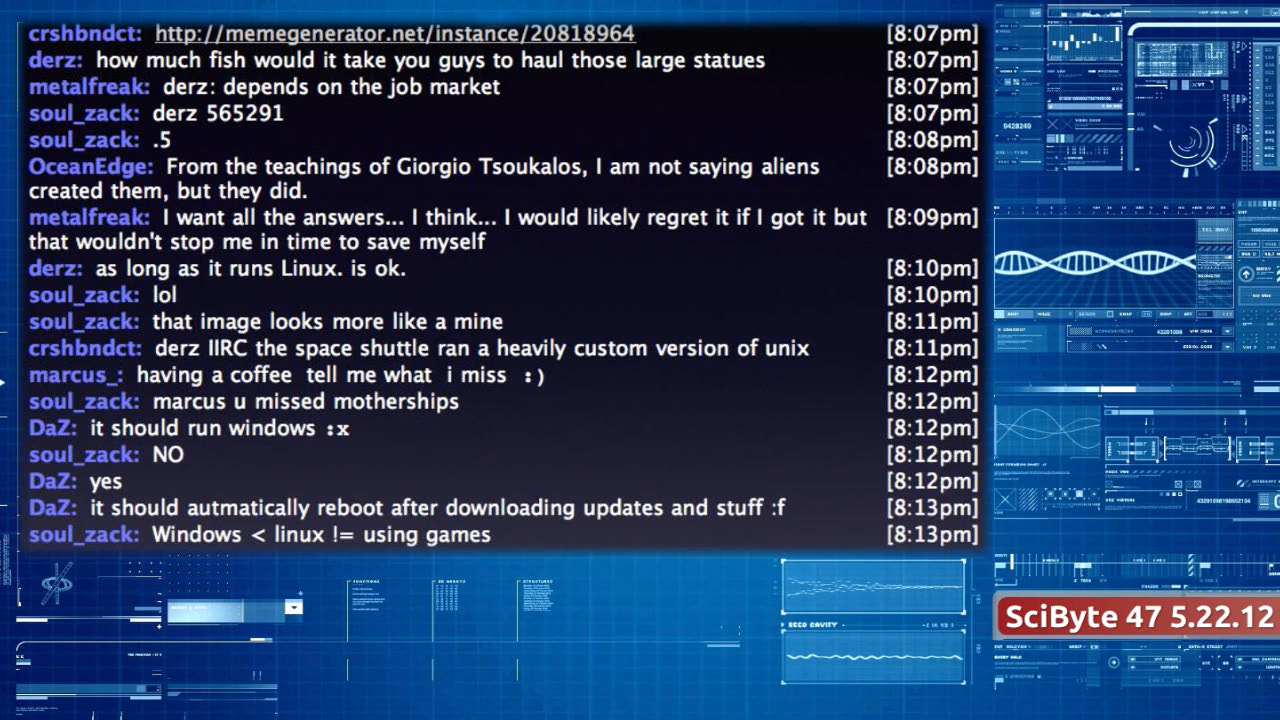 crshbndct: http://memegenerator.net/instance/20818964 [8:07pm]
derz: how much fish would it take you guys to haul those large statues [8:07pm]
metalfreak: derz: depends on the job market [8:07pm]
soul_zack: derz 565291 [8:07pm]
soul_zack: .5 [8:08pm]
OceanEdge: From the teachings of Giorgio Tsoukalos, I am not saying aliens [8:08pm]
created them, but they did.
metalfreak: I want all the answers... I think... I would likely regret it if I got it but [8:09pm]
that wouldn't stop me in time to save myself
derz: as long as it runs Linux. is ok. [8:10pm]
soul_zack: lol [8:10pm]
soul_zack: that image looks more like a mine [8:11pm]
crshbndct: derz IIRC the space shuttle ran a heavily custom version of unix [8:11pm]
marcus_: having a coffee tell me what i miss :) [8:12pm]
soul_zack: marcus u missed motherships [8:12pm]
DaZ: it should run windows :x [8:12pm]
soul_zack: NO [8:12pm]
DaZ: yes [8:12pm]
DaZ: it should autmatically reboot after downloading updates and stuff :f [8:13pm]
soul_zack: Windows < linux != using games [8:13pm]
9428249
SciByte 47 5.22.12